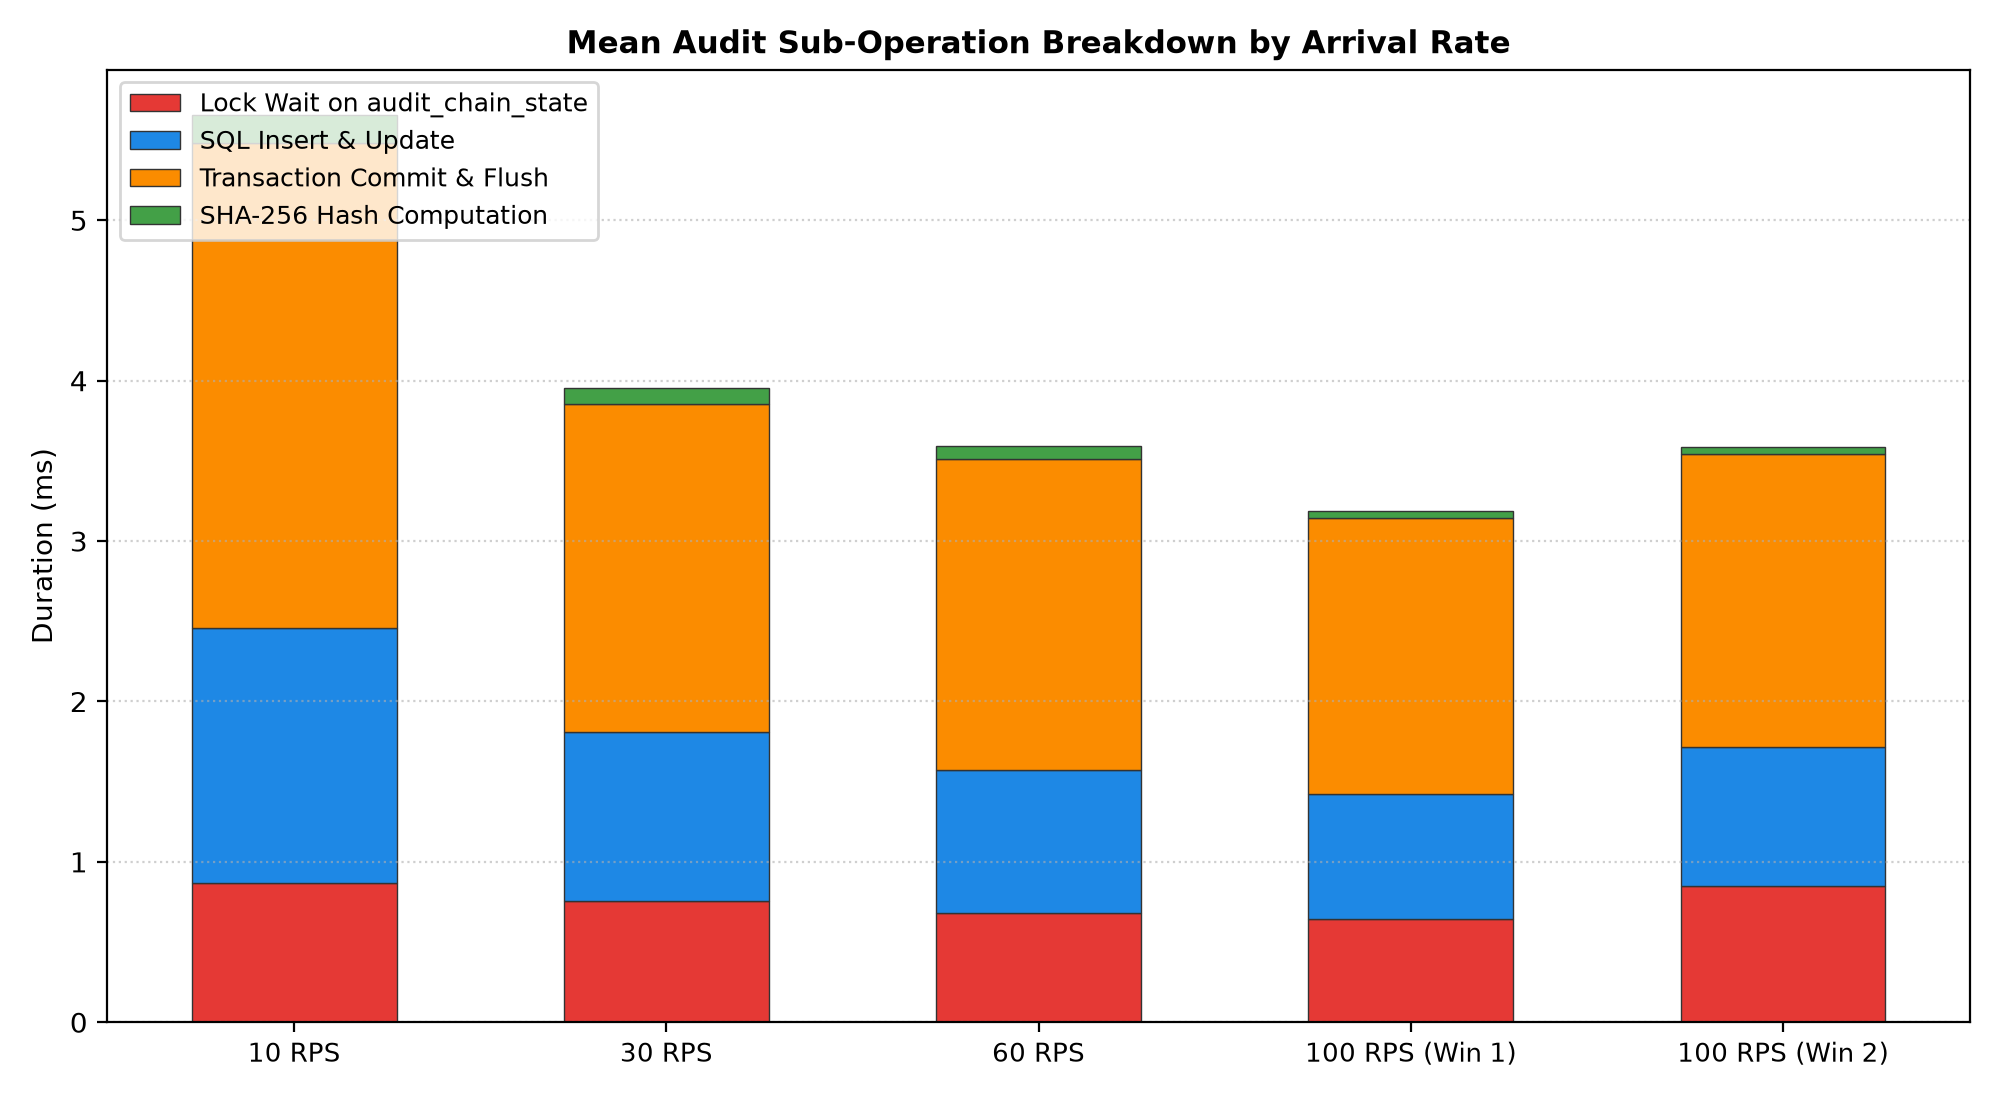 Mean Audit Sub-Operation Breakdown by Arrival Rate
Lock Wait on audit_chain_state
SQL Insert & Update
Transaction Commit & Flush
SHA-256 Hash Computation
Duration (ms)
5
4
3
2
1
0
10 RPS
30 RPS
60 RPS
100 RPS (Win 1)
100 RPS (Win 2)